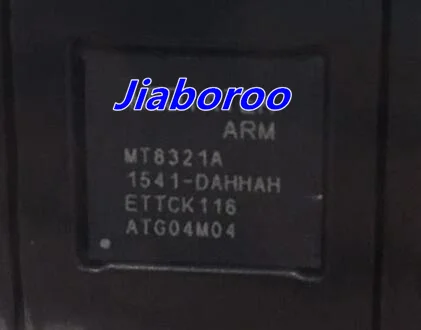 Jiaboroo
ARM
MT8321A
1541-DAHHAH
ETTCK116
ATG04M04